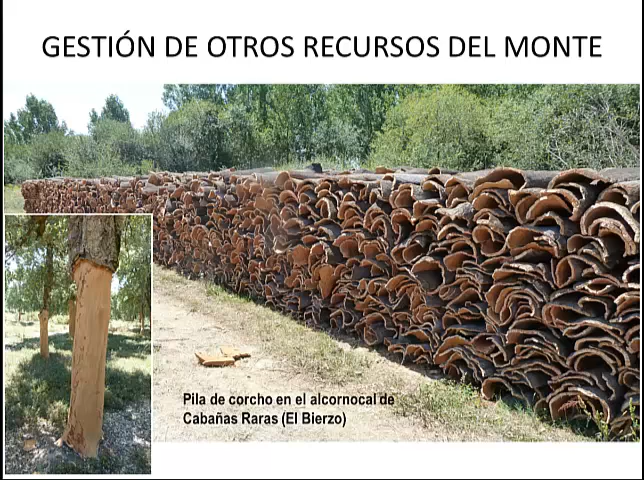 GESTIÓN DE OTROS RECURSOS DEL MONTE
Pila de corcho en el alcornocal de
Cabañas Raras (El Bierzo)